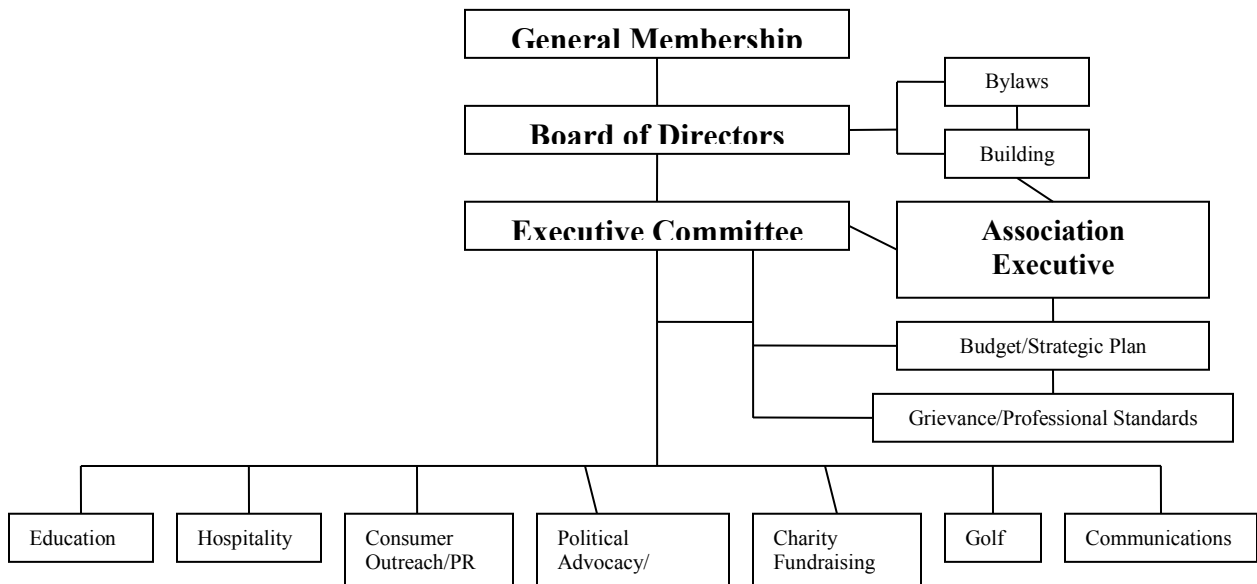 General Membership
Bylaws
Board of Directors
Building
Executive Committee
Association
Executive
Budget/Strategic Plan
Grievance/Professional Standards
Education
Hospitality
Consumer
Outreach/PR
Political
Advocacy/
Charity
Fundraising
Golf
Communications